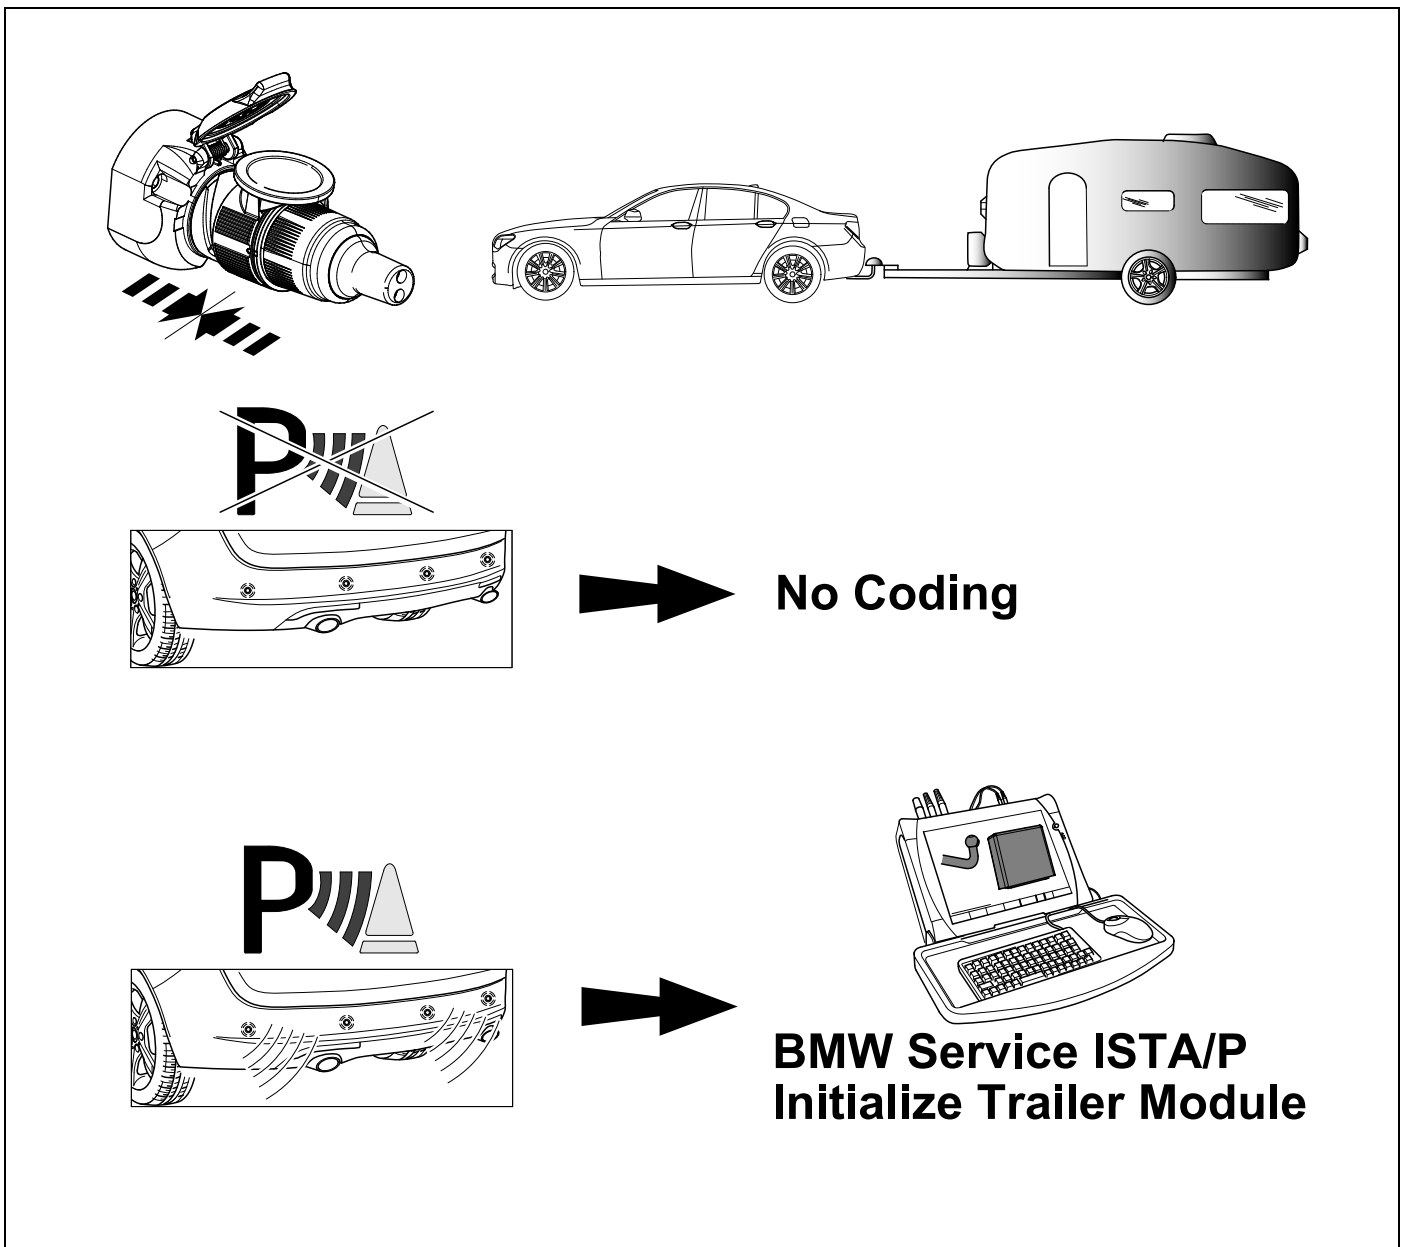 P
No Coding
P
BMW Service ISTA/P
Initialize Trailer Module